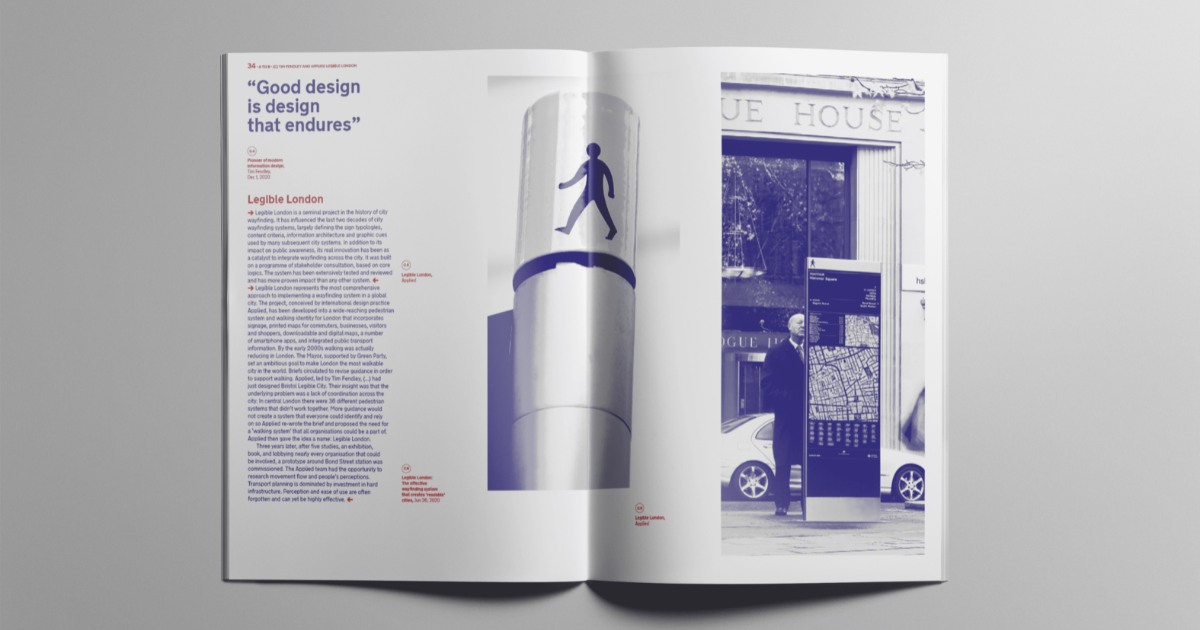 34
“Good design
is design
that endures”
Pioneer of modern
information design,
Tim Fendley,
Dec 1, 2020
Legible London
→ Legible London is a seminal project in the history of city
wayfinding. It has influenced the last two decades of city
wayfinding systems, largely defining the sign typologies,
content criteria, information architecture and graphic cues
used by many subsequent city systems. In addition to its
impact on public awareness, its real innovation has been as
a catalyst to integrate wayfinding across the city. It was built
on a programme of stakeholder consultation, based on core
logics. The system has been extensively tested and reviewed
and has more proven impact than any other system. ←
→ Legible London represents the most comprehensive
approach to implementing a wayfinding system in a global
city. The project, conceived by international design practice
Applied, has been developed into a wide-reaching pedestrian
system and walking identity for London that incorporates
signage, printed maps for commuters, businesses, visitors
and shoppers, downloadable and digital maps, a number
of smartphone apps, and integrated public transport
information. By the early 2000s walking was actually
reducing in London. The Mayor, supported by Green Party,
set an ambitious goal to make London the most walkable
city in the world. Briefs circulated to revise guidance in order
to support walking. Applied, led by Tim Fendley, (...) had
just designed Bristol Legible City. Their insight was that the
underlying problem was a lack of coordination across the
city. In central London there were 36 different pedestrian
systems that didn't work together. More guidance would
not create a system that everyone could identify and rely
on so Applied re-wrote the brief and proposed the need for
a 'walking system' that all organisations could be a part of.
Applied then gave the idea a name: Legible London.
Three years later, after five studies, an exhibition,
book, and lobbying nearly every organisation that could
be involved, a prototype around Bond Street station was
commissioned. The Applied team had the opportunity to
research movement flow and people's perceptions.
Transport planning is dominated by investment in hard
infrastructure. Perception and ease of use are often
forgotten and can yet be highly effective. ←
Legible London,
Applied
Legible London:
The effective
wayfinding system
that creates 'readable'
cities, Jan 28, 2020
Legible London,
Applied
GUE HOUSE
OGUE H
Hanover Square
hs